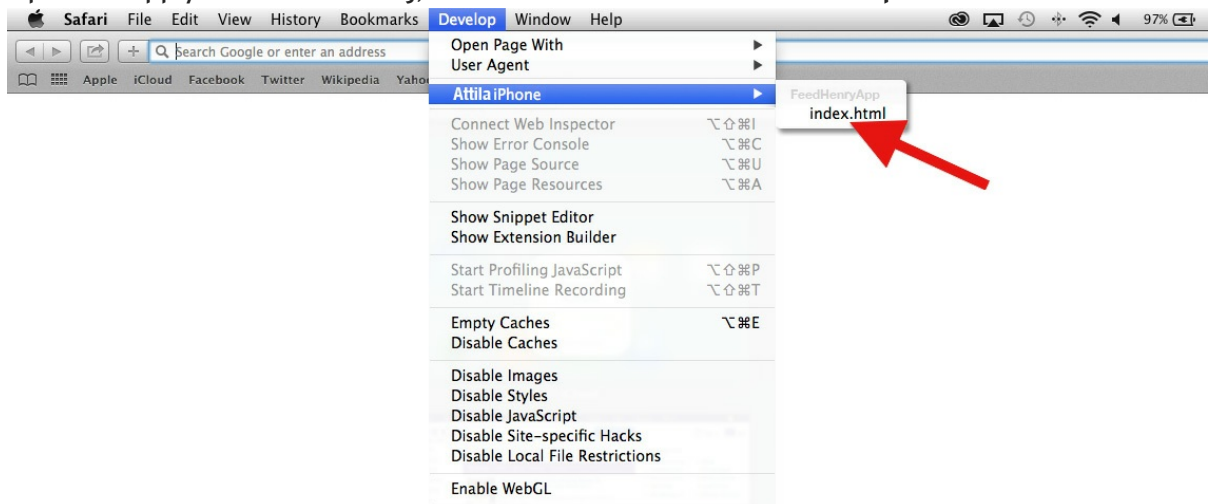 Safari File Edit View History Bookmarks Develop Window Help 97%
Search Google or enter an address
Apple iCloud Facebook Twitter Wikipedia Yaho
Open Page With
User Agent
Attila iPhone
FeedHenryApp
index.html
Connect Web Inspector ⌥⇧⌘I
Show Error Console ⌥⌘C
Show Page Source ⌥⌘U
Show Page Resources ⌥⌘A
Show Snippet Editor
Show Extension Builder
Start Profiling JavaScript ⌥⇧⌘P
Start Timeline Recording ⌥⇧⌘T
Empty Caches ⌥⌘E
Disable Caches
Disable Images
Disable Styles
Disable JavaScript
Disable Site-specific Hacks
Disable Local File Restrictions
Enable WebGL